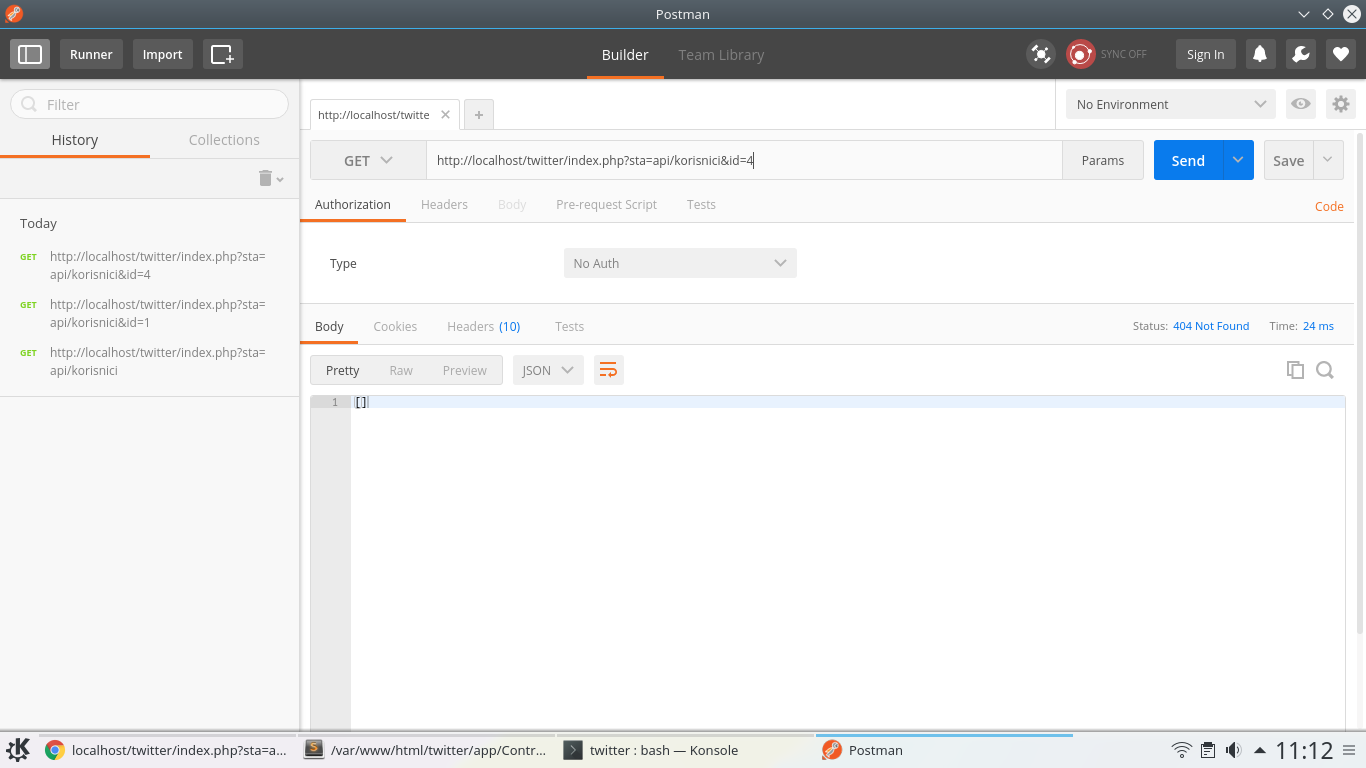 Postman
Runner
Import
Builder
Team Library
SYNC OFF
Sign In
Filter
History
Collections
http://localhost/twitte
No Environment
GET
http://localhost/twitter/index.php?sta=api/korisnici&id=4
Params
Send
Save
Authorization
Headers
Body
Pre-request Script
Tests
Code
Today
GET http://localhost/twitter/index.php?sta=
api/korisnici&id=4
GET http://localhost/twitter/index.php?sta=
api/korisnici&id=1
GET http://localhost/twitter/index.php?sta=
api/korisnici
Type
No Auth
Body
Cookies
Headers (10)
Tests
Status: 404 Not Found
Time: 24 ms
Pretty
Raw
Preview
JSON
1 []
localhost/twitter/index.php?sta=a...
/var/www/html/twitter/app/Contr...
twitter : bash — Konsole
Postman
11:12